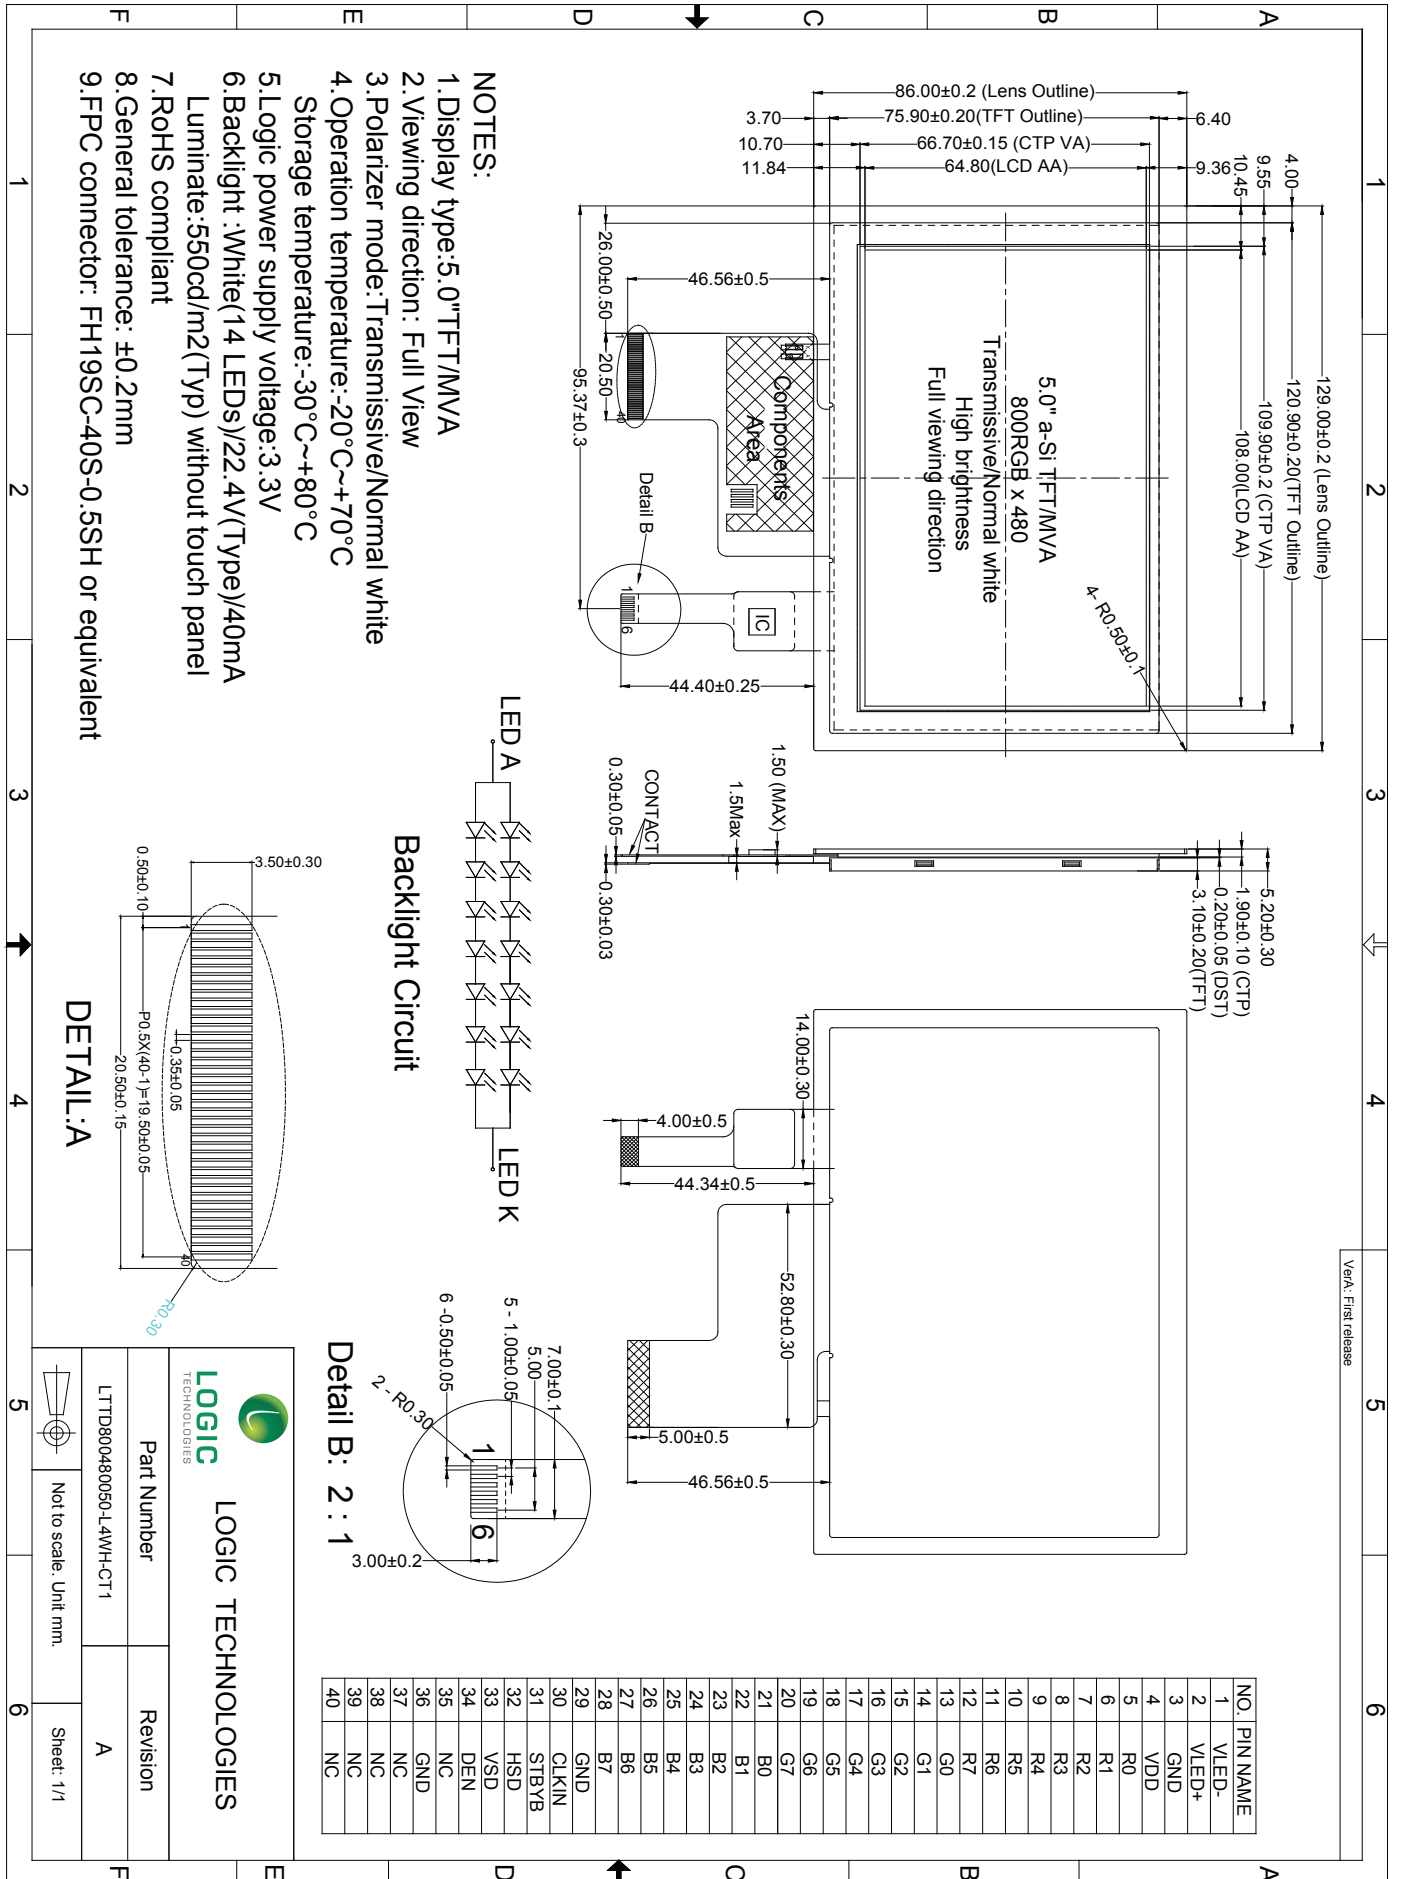 1
2
3
4
5
6
A
B
C
D
E
F
VerA: First release
129.00±0.2 (Lens Outline)
4.00
120.90±0.20(TFT Outline)
9.55
109.90±0.2 (CTP VA)
10.45
108.00(LCD AA)
86.00±0.2 (Lens Outline)
3.70
75.90±0.20(TFT Outline)
6.40
10.70
66.70±0.15 (CTP VA)
11.84
64.80(LCD AA)
9.36
4- R0.50±0.1
5.0" a-Si TFT/MVA
800RGB x 480
Transmissive/Normal white
High brightness
Full viewing direction
Components
Area
IC
46.56±0.5
26.00±0.50
20.50
95.37±0.3
1
40
Detail B
1
6
44.40±0.25
5.20±0.30
1.90±0.10 (CTP)
0.20±0.05 (DST)
3.10±0.20(TFT)
1.50 (MAX)
1.5Max
CONTACT
0.30±0.05
0.30±0.03
14.00±0.30
4.00±0.5
44.34±0.5
52.80±0.30
5.00±0.5
46.56±0.5
NO. PIN NAME
1 VLED-
2 VLED+
3 GND
4 VDD
5 R0
6 R1
7 R2
8 R3
9 R4
10 R5
11 R6
12 R7
13 G0
14 G1
15 G2
16 G3
17 G4
18 G5
19 G6
20 G7
21 B0
22 B1
23 B2
24 B3
25 B4
26 B5
27 B6
28 B7
29 GND
30 CLKIN
31 STBYB
32 HSD
33 VSD
34 DEN
35 NC
36 GND
37 NC
38 NC
39 NC
40 NC
NOTES:
1.Display type:5.0"TFT/MVA
2.Viewing direction: Full View
3.Polarizer mode:Transmissive/Normal white
4.Operation temperature:-20°C~+70°C
Storage temperature:-30°C~+80°C
5.Logic power supply voltage:3.3V
6.Backlight :White(14 LEDs)/22.4V(Type)/40mA
Luminate:550cd/m2(Typ) without touch panel
7.RoHS compliant
8.General tolerance: ±0.2mm
9.FPC connector: FH19SC-40S-0.5SH or equivalent
LED A
LED K
Backlight Circuit
3.50±0.30
0.50±0.10
1
40
0.35±0.05
P0.5X(40-1)=19.50±0.05
20.50±0.15
R0.30
DETAIL:A
7.00±0.1
5.00
5 - 1.00±0.05
6 -0.50±0.05
2 - R0.30
1
6
3.00±0.2
Detail B: 2 : 1
LOGIC
TECHNOLOGIES
LOGIC TECHNOLOGIES
Part Number
Revision
LTTD800480050-L4WH-CT1
A
Not to scale. Unit mm.
Sheet: 1/1
1
2
3
4
5
6
A
B
C
D
E
F